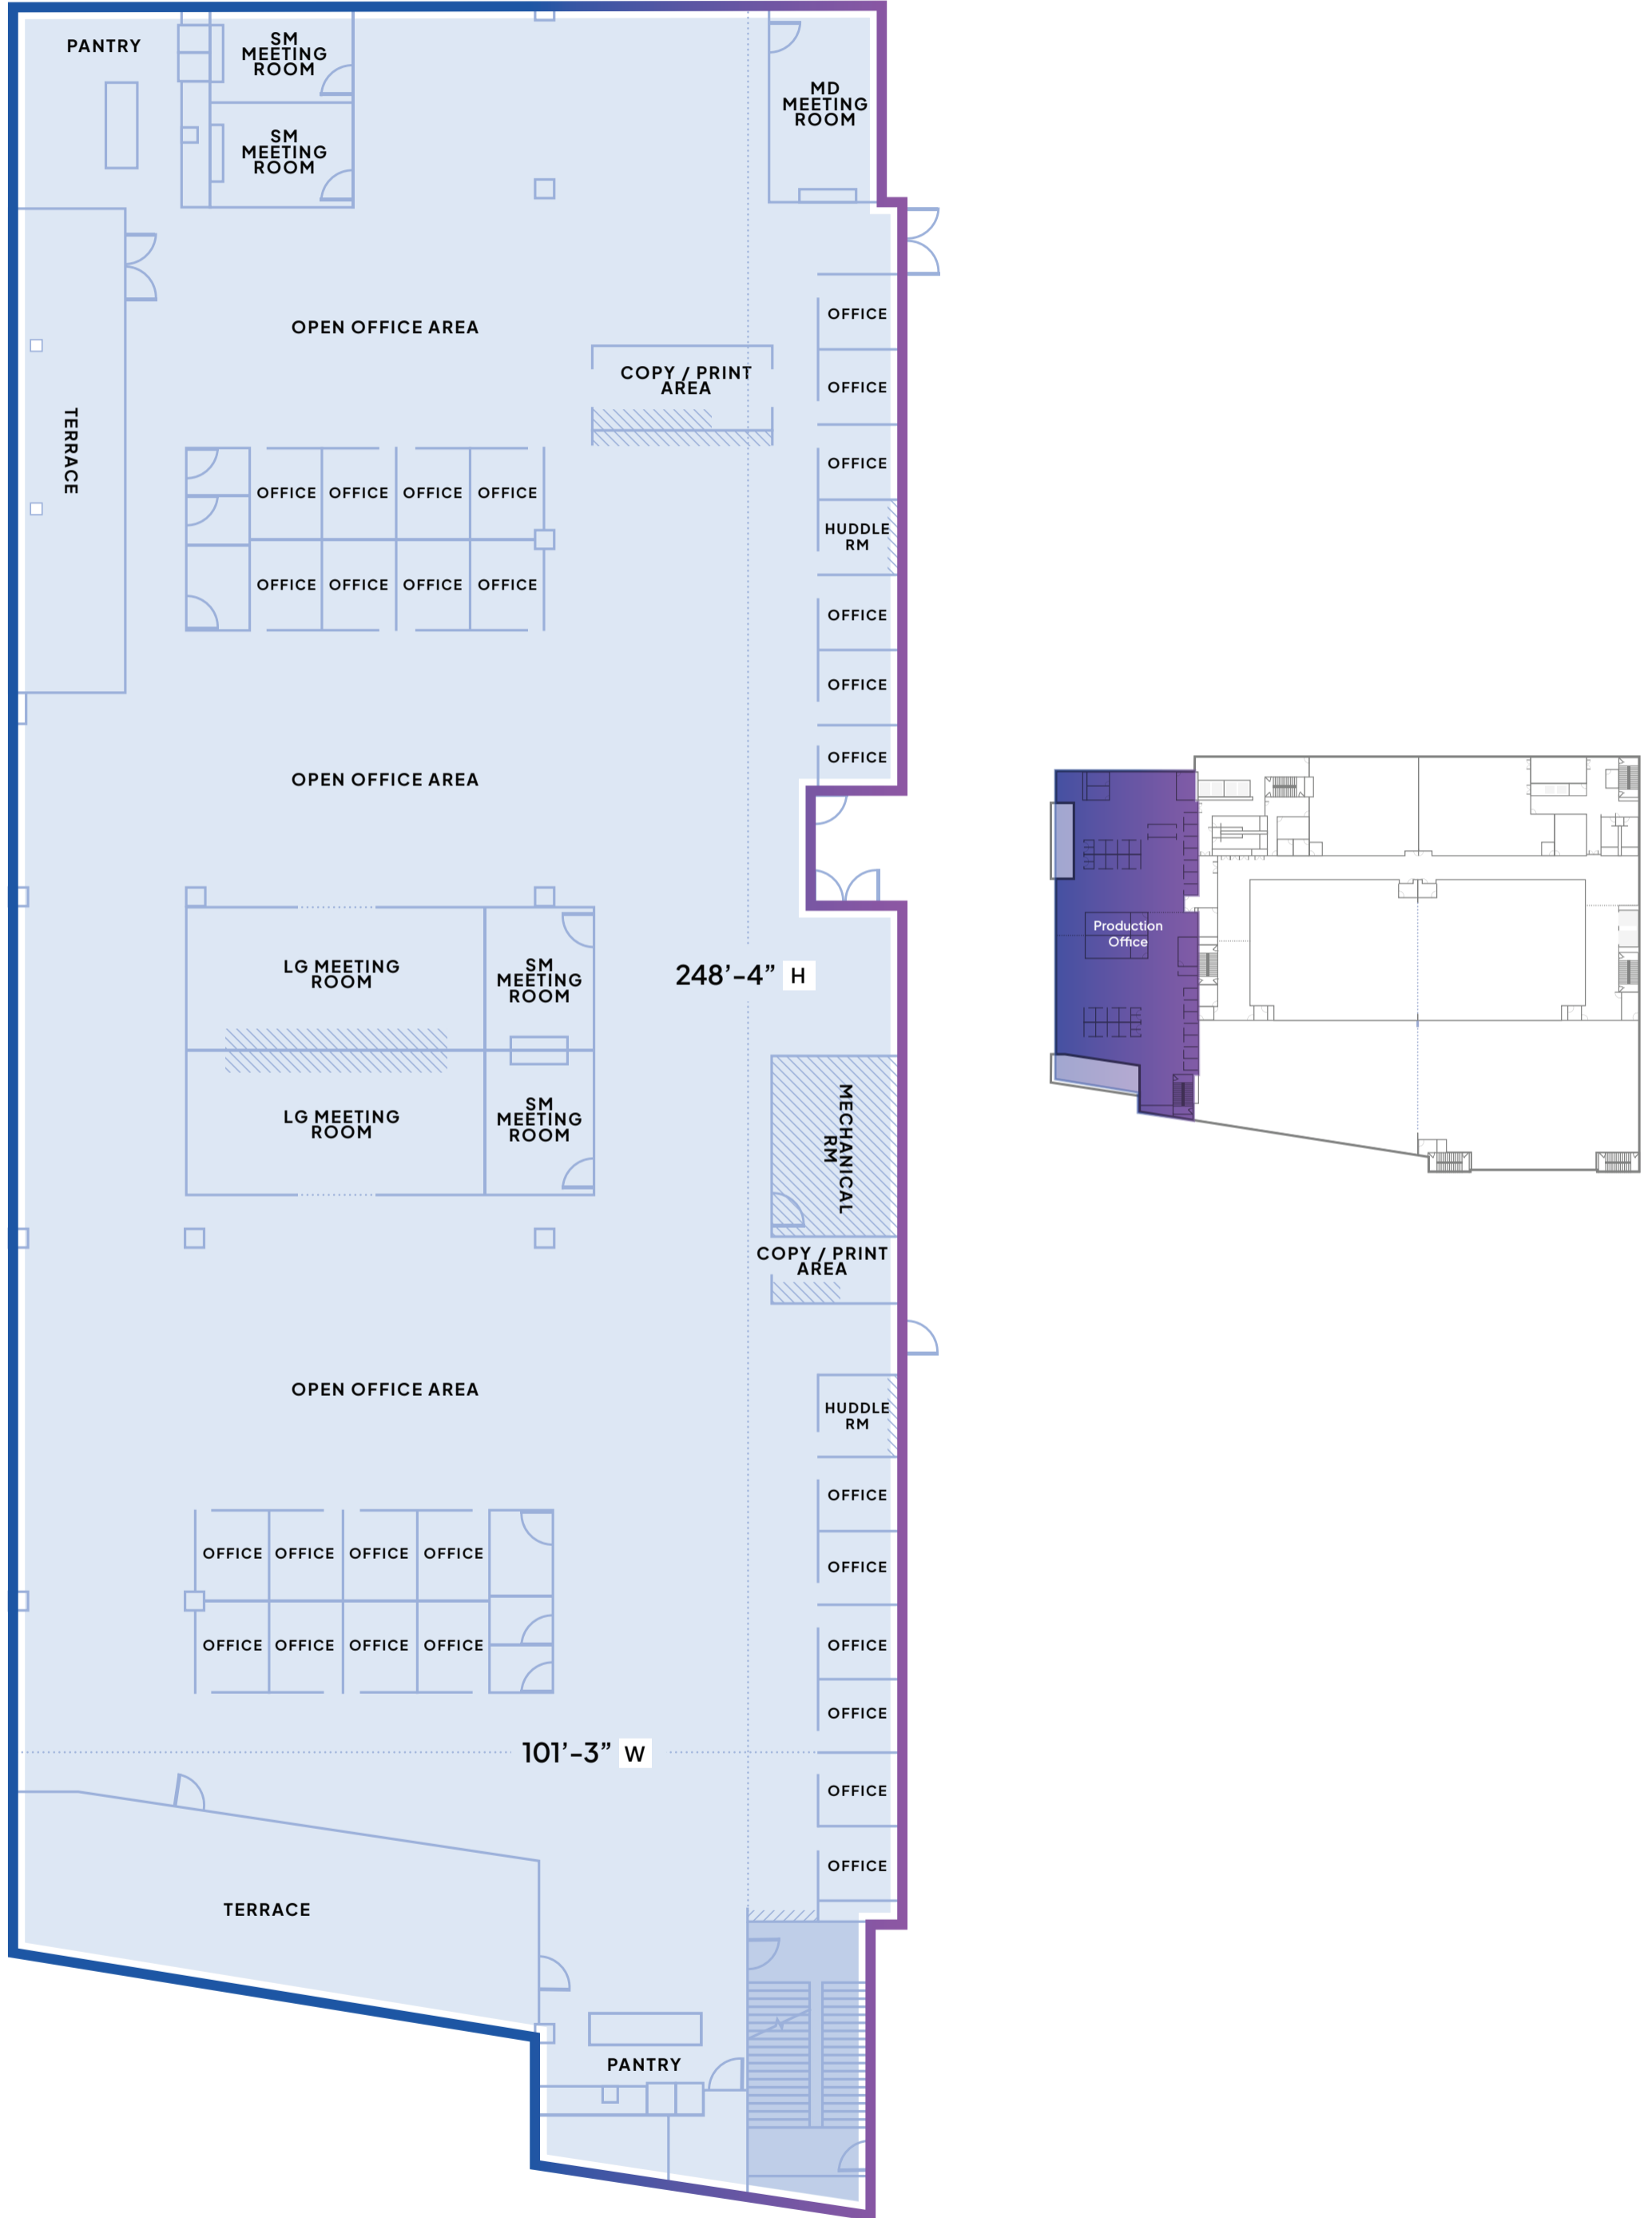 PANTRY
SM
MEETING
ROOM
MD
MEETING
ROOM
SM
MEETING
ROOM
OFFICE
OPEN OFFICE AREA
COPY / PRINT
AREA
OFFICE
TERRACE
OFFICE
OFFICE OFFICE OFFICE OFFICE
HUDDLE
RM
OFFICE OFFICE OFFICE OFFICE
OFFICE
OFFICE
OFFICE
OPEN OFFICE AREA
LG MEETING
ROOM
SM
MEETING
ROOM
248’-4” H
LG MEETING
ROOM
SM
MEETING
ROOM
MECHANICAL
RM
COPY / PRINT
AREA
OPEN OFFICE AREA
HUDDLE
RM
OFFICE
OFFICE OFFICE OFFICE OFFICE
OFFICE
OFFICE OFFICE OFFICE OFFICE
OFFICE
OFFICE
101’-3” W
OFFICE
OFFICE
TERRACE
PANTRY
Production
Office